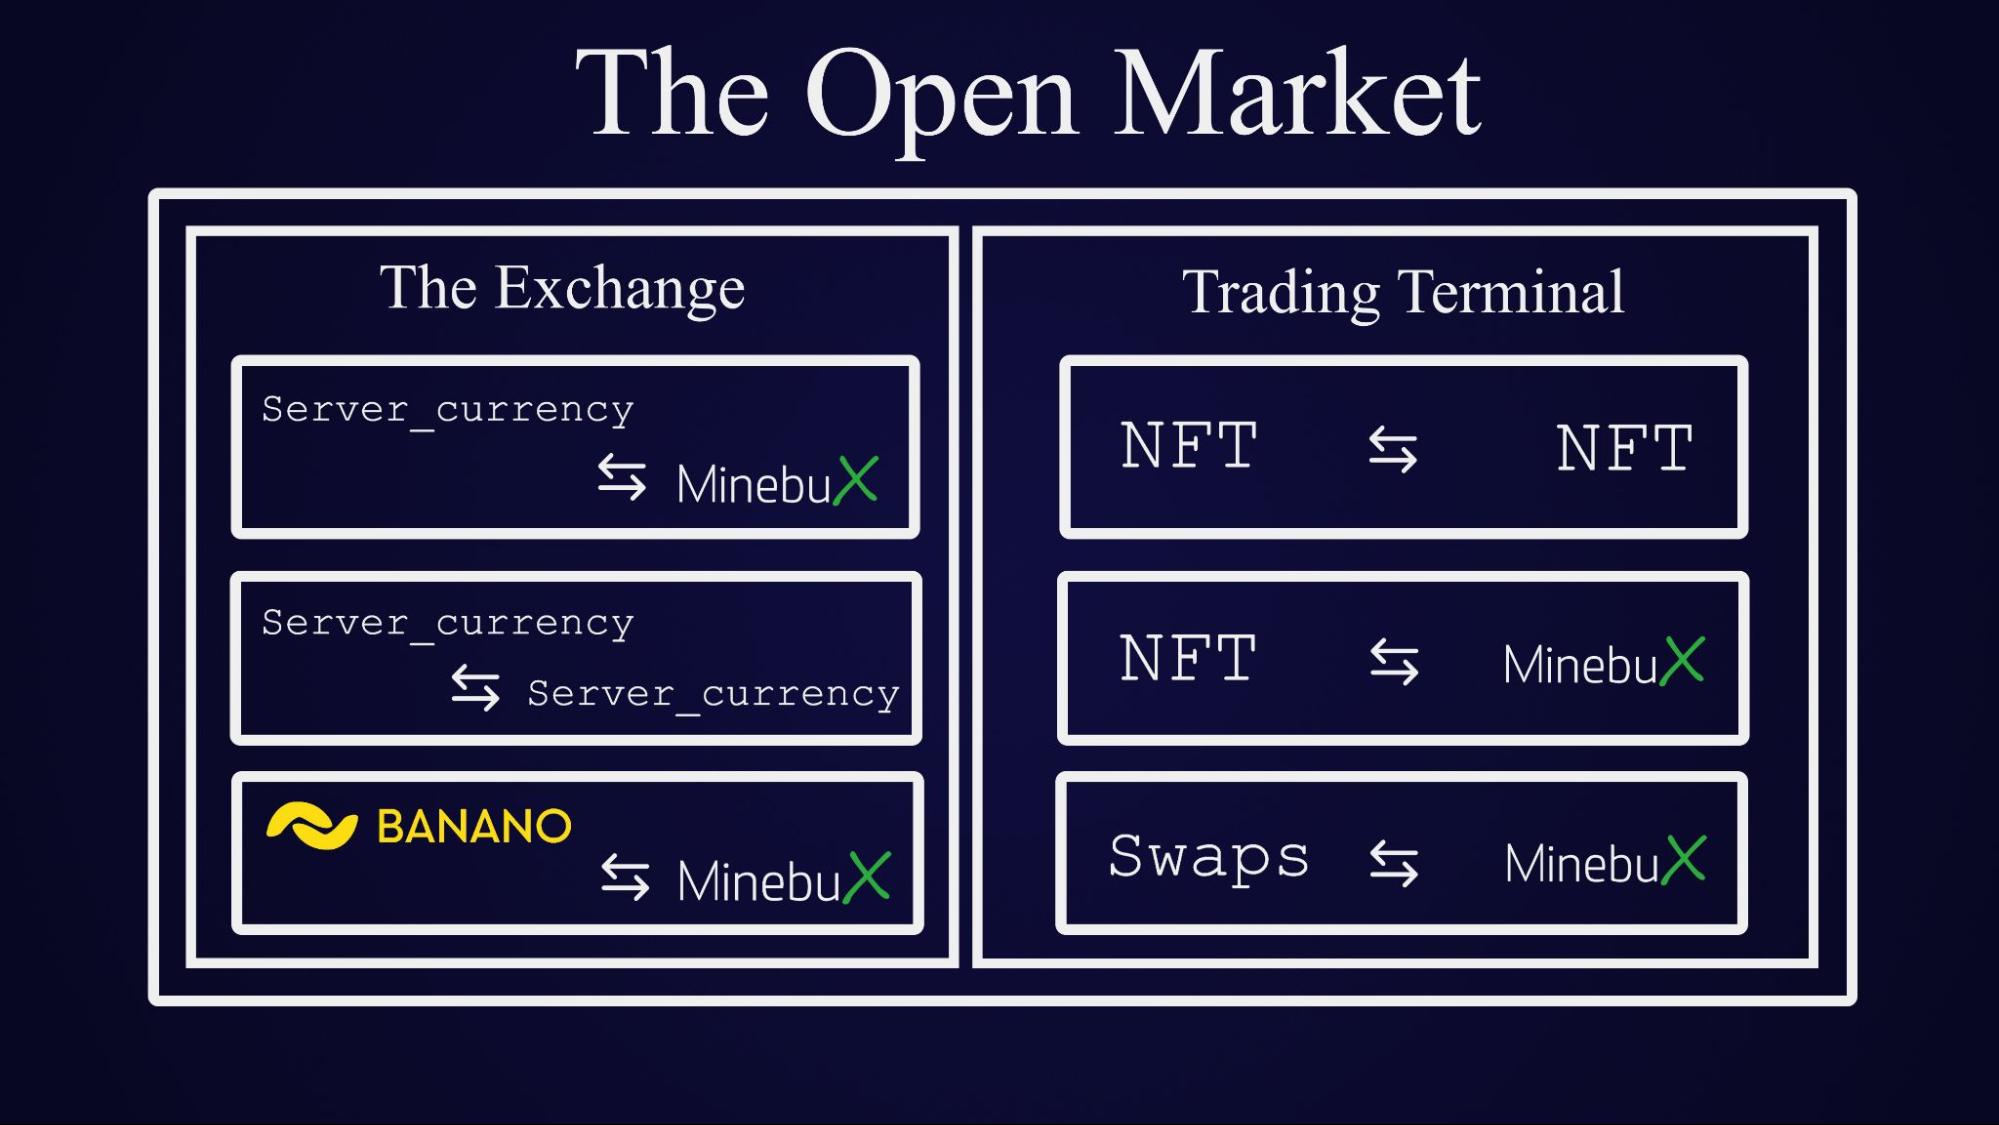 The Open Market
The Exchange
Server_currency
⇆ MinebuX
Server_currency
⇆ Server_currency
BANANO
⇆ MinebuX
Trading Terminal
NFT ⇆ NFT
NFT ⇆ MinebuX
Swaps ⇆ MinebuX